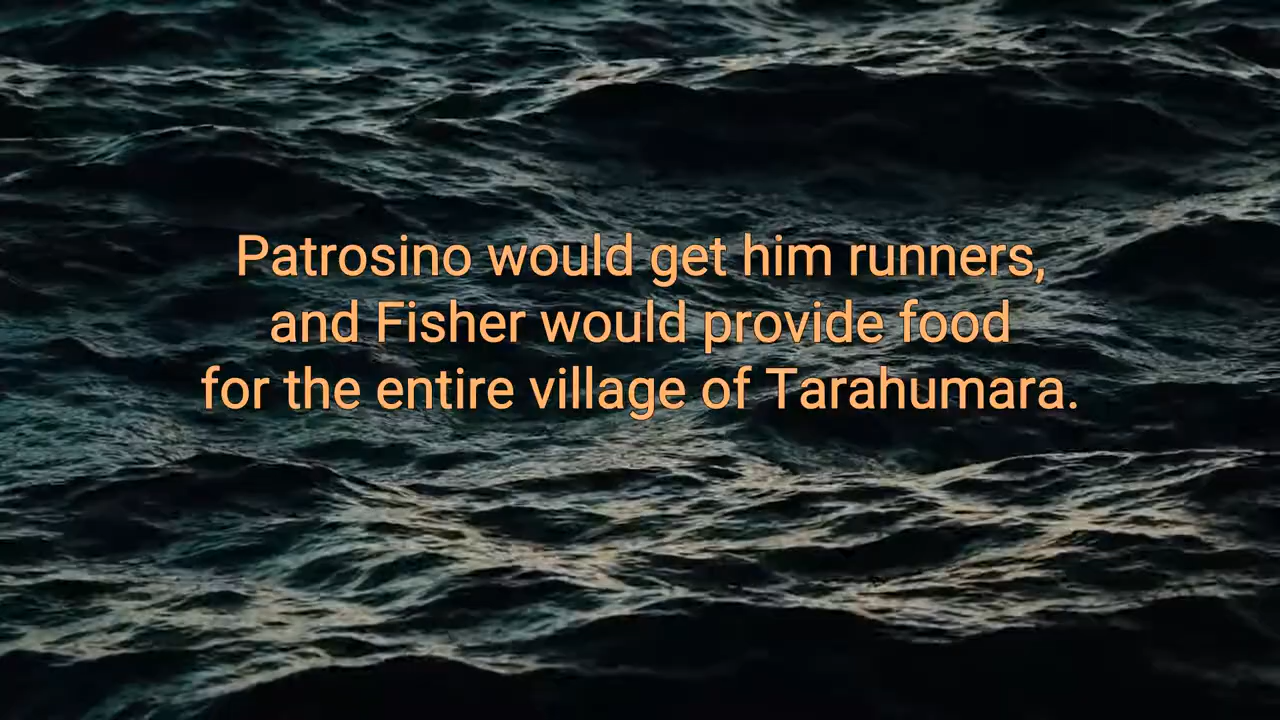 Patrosino would get him runners,
and Fisher would provide food
for the entire village of Tarahumara.